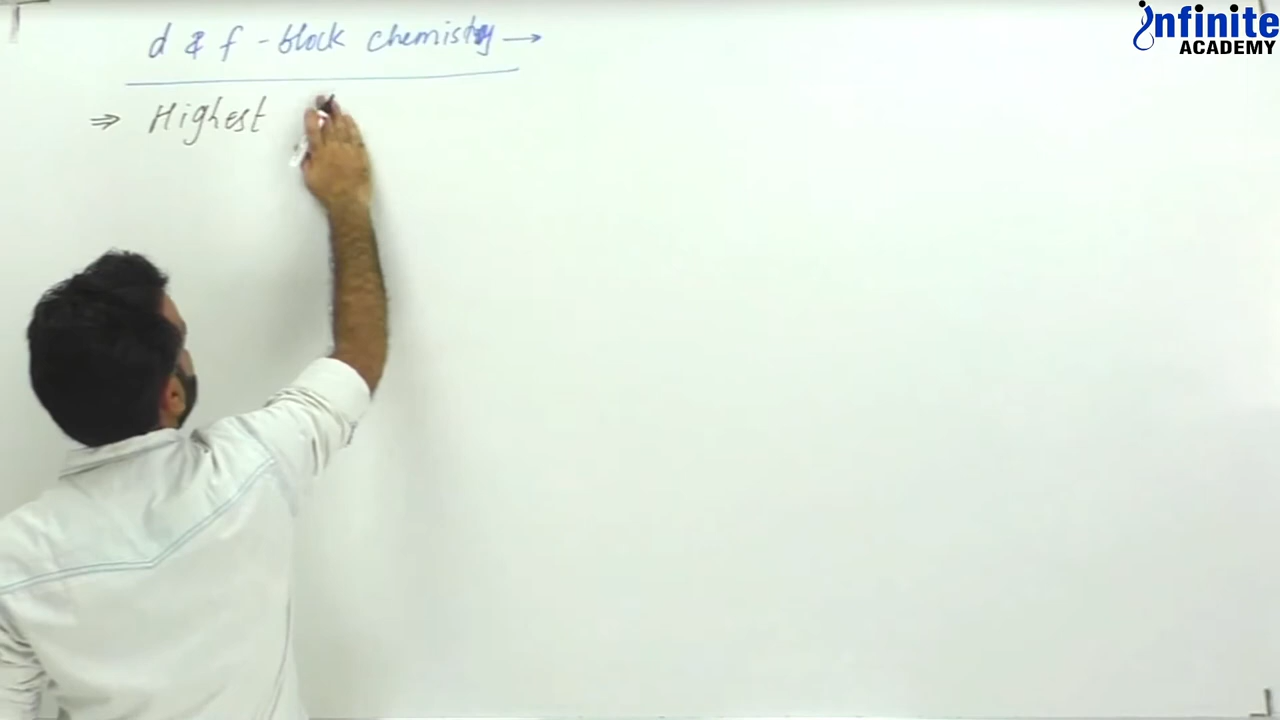 d & f - block chemistry →
⇒ Highest
infinite
ACADEMY